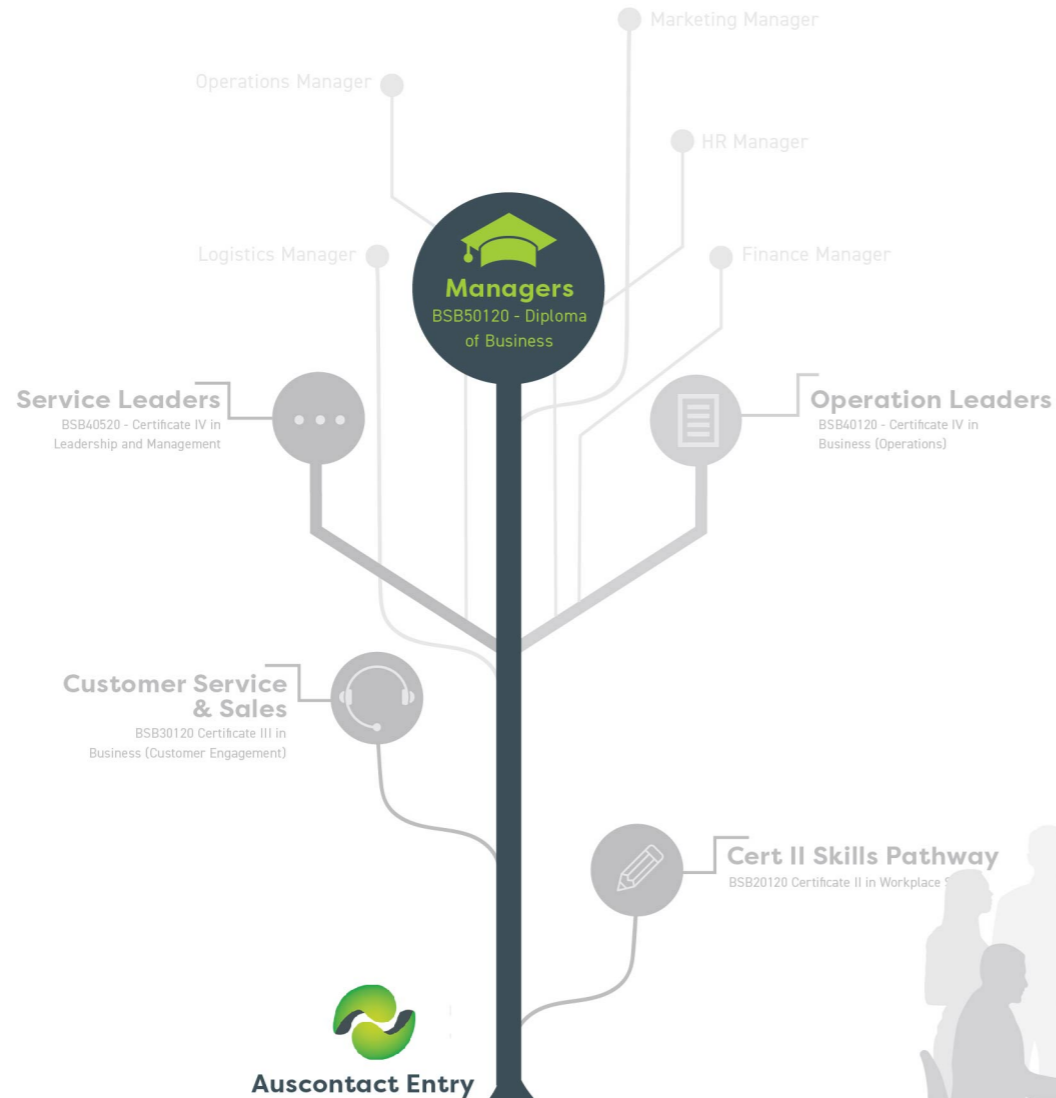 Marketing Manager
Operations Manager
HR Manager
Logistics Manager
Finance Manager
Managers
BSB50120 - Diploma
of Business
Service Leaders
BSB40520 - Certificate IV in
Leadership and Management
Operation Leaders
BSB40120 - Certificate IV in
Business (Operations)
Customer Service
& Sales
BSB30120 Certificate III in
Business (Customer Engagement)
Cert II Skills Pathway
BSB20120 Certificate II in Workplace
Auscontact Entry